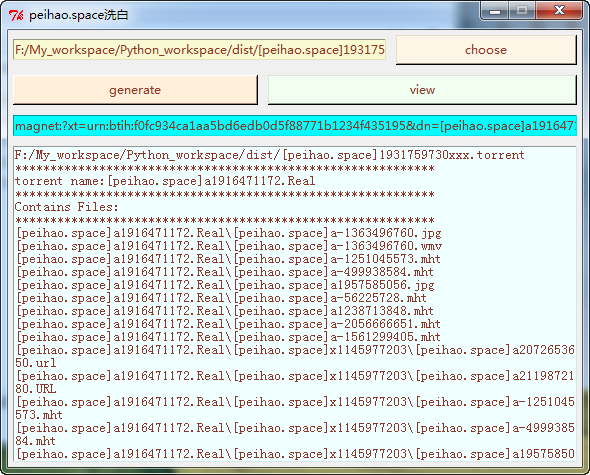 peihao.space洗白
F:/My_workspace/Python_workspace/dist/[peihao.space]193175
choose
generate
view
magnet:?xt=urn:btih:f0fc934ca1aa5bd6edb0d5f88771b1234f435195&dn=[peihao.space]a191647
F:/My_workspace/Python_workspace/dist/[peihao.space]1931759730xxx.torrent
************************************************************
torrent name:[peihao.space]a1916471172.Real
************************************************************
Contains Files:
************************************************************
[peihao.space]a1916471172.Real\[peihao.space]a-1363496760.jpg
[peihao.space]a1916471172.Real\[peihao.space]a-1363496760.wmv
[peihao.space]a1916471172.Real\[peihao.space]a-1251045573.mht
[peihao.space]a1916471172.Real\[peihao.space]a-499938584.mht
[peihao.space]a1916471172.Real\[peihao.space]a1957585056.jpg
[peihao.space]a1916471172.Real\[peihao.space]a-56225728.mht
[peihao.space]a1916471172.Real\[peihao.space]a1238713848.mht
[peihao.space]a1916471172.Real\[peihao.space]a-2056666651.mht
[peihao.space]a1916471172.Real\[peihao.space]a-1561299405.mht
[peihao.space]a1916471172.Real\[peihao.space]x1145977203\[peihao.space]a20726536
50.url
[peihao.space]a1916471172.Real\[peihao.space]x1145977203\[peihao.space]a21198721
80.URL
[peihao.space]a1916471172.Real\[peihao.space]x1145977203\[peihao.space]a-1251045
573.mht
[peihao.space]a1916471172.Real\[peihao.space]x1145977203\[peihao.space]a-4999385
84.mht
[peihao.space]a1916471172.Real\[peihao.space]x1145977203\[peihao.space]a19575850